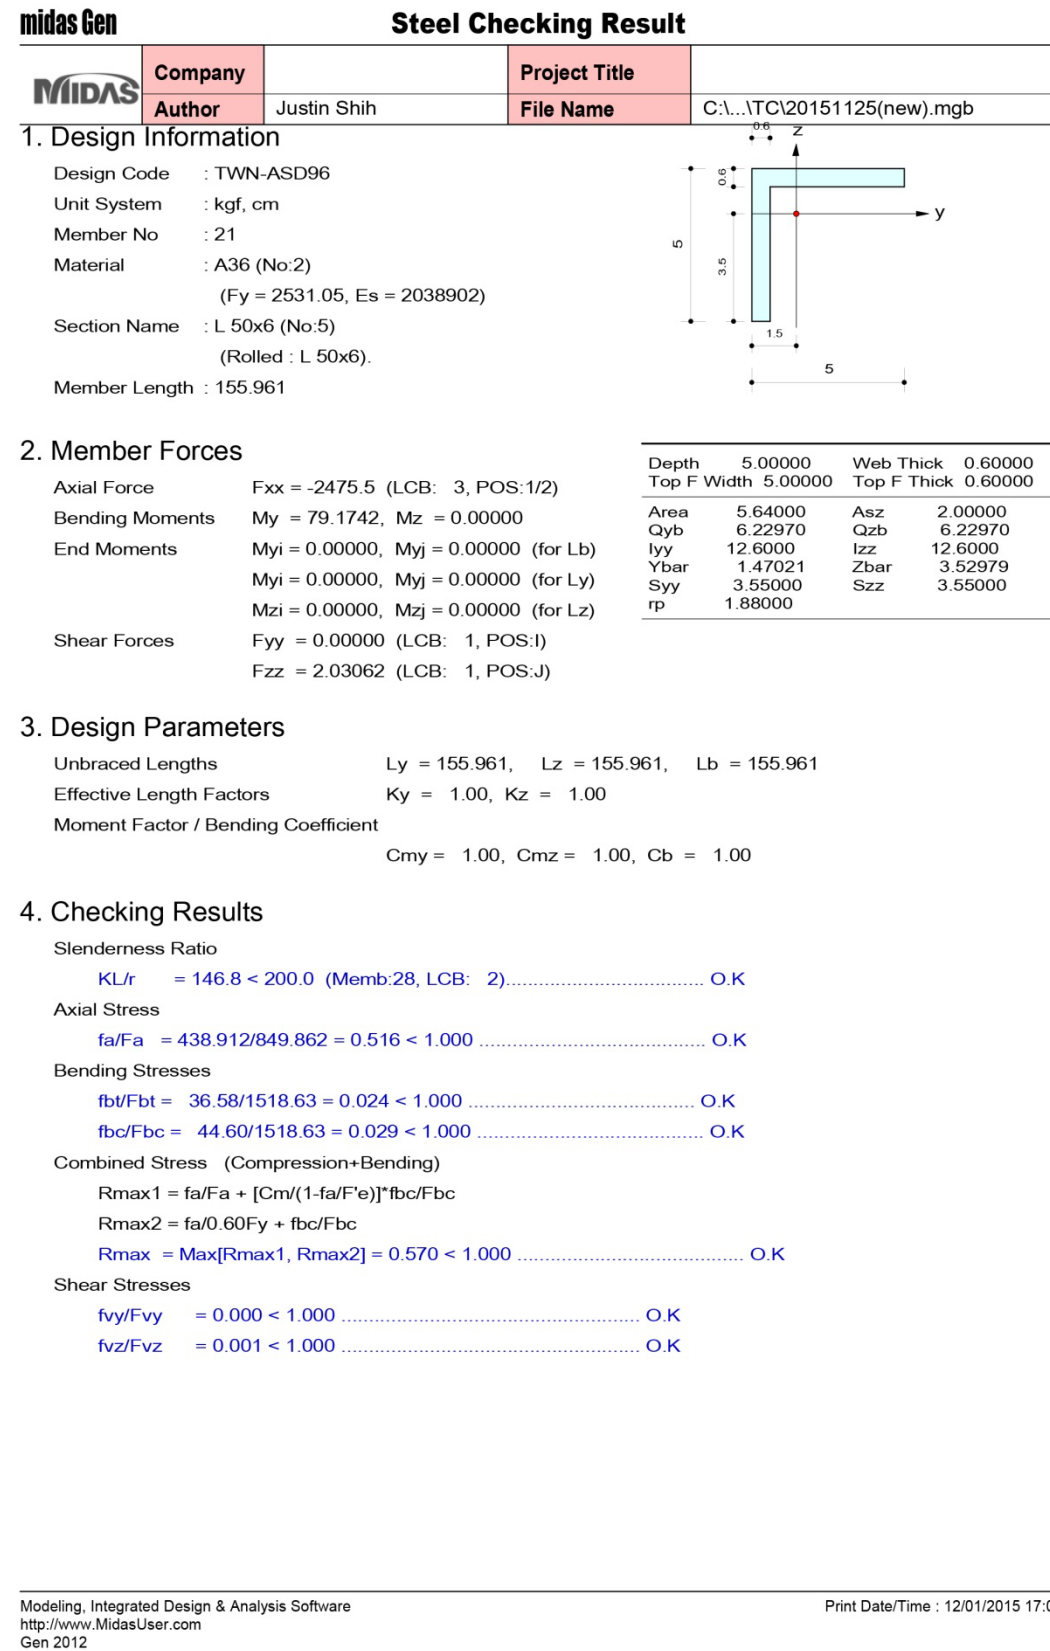 midas Gen
Steel Checking Result
MIDAS
Company
Project Title
Author Justin Shih File Name C:\...\TC\20151125(new).mgb
1. Design Information
Design Code : TWN-ASD96
Unit System : kgf, cm
Member No : 21
Material : A36 (No:2)
(Fy = 2531.05, Es = 2038902)
Section Name : L 50x6 (No:5)
(Rolled : L 50x6).
Member Length : 155.961
0.6
z
0.6
y
5
3.5
1.5
5
2. Member Forces
Axial Force Fxx = -2475.5 (LCB: 3, POS:1/2)
Bending Moments My = 79.1742, Mz = 0.00000
End Moments Myi = 0.00000, Myj = 0.00000 (for Lb)
Myi = 0.00000, Myj = 0.00000 (for Ly)
Mzi = 0.00000, Mzj = 0.00000 (for Lz)
Shear Forces Fyy = 0.00000 (LCB: 1, POS:I)
Fzz = 2.03062 (LCB: 1, POS:J)
Depth 5.00000 Web Thick 0.60000
Top F Width 5.00000 Top F Thick 0.60000
Area 5.64000 Asz 2.00000
Qyb 6.22970 Qzb 6.22970
Iyy 12.6000 Izz 12.6000
Ybar 1.47021 Zbar 3.52979
Syy 3.55000 Szz 3.55000
rp 1.88000
3. Design Parameters
Unbraced Lengths Ly = 155.961, Lz = 155.961, Lb = 155.961
Effective Length Factors Ky = 1.00, Kz = 1.00
Moment Factor / Bending Coefficient
Cmy = 1.00, Cmz = 1.00, Cb = 1.00
4. Checking Results
Slenderness Ratio
KL/r = 146.8 < 200.0 (Memb:28, LCB: 2).................................... O.K
Axial Stress
fa/Fa = 438.912/849.862 = 0.516 < 1.000 ......................................... O.K
Bending Stresses
fbt/Fbt = 36.58/1518.63 = 0.024 < 1.000 ......................................... O.K
fbc/Fbc = 44.60/1518.63 = 0.029 < 1.000 ......................................... O.K
Combined Stress (Compression+Bending)
Rmax1 = fa/Fa + [Cm/(1-fa/F'e)]*fbc/Fbc
Rmax2 = fa/0.60Fy + fbc/Fbc
Rmax = Max[Rmax1, Rmax2] = 0.570 < 1.000 ......................................... O.K
Shear Stresses
fvy/Fvy = 0.000 < 1.000 ...................................................... O.K
fvz/Fvz = 0.001 < 1.000 ...................................................... O.K
Modeling, Integrated Design & Analysis Software
http://www.MidasUser.com
Gen 2012
Print Date/Time : 12/01/2015 17:0